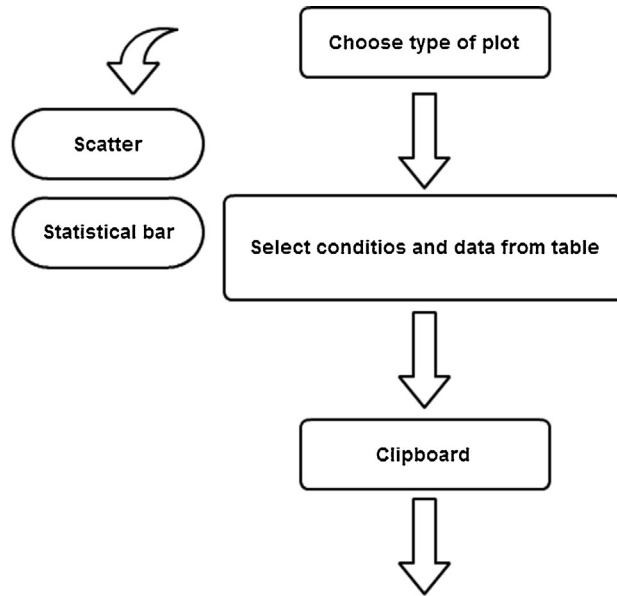 Choose type of plot
Scatter
Statistical bar
Select conditios and data from table
Clipboard